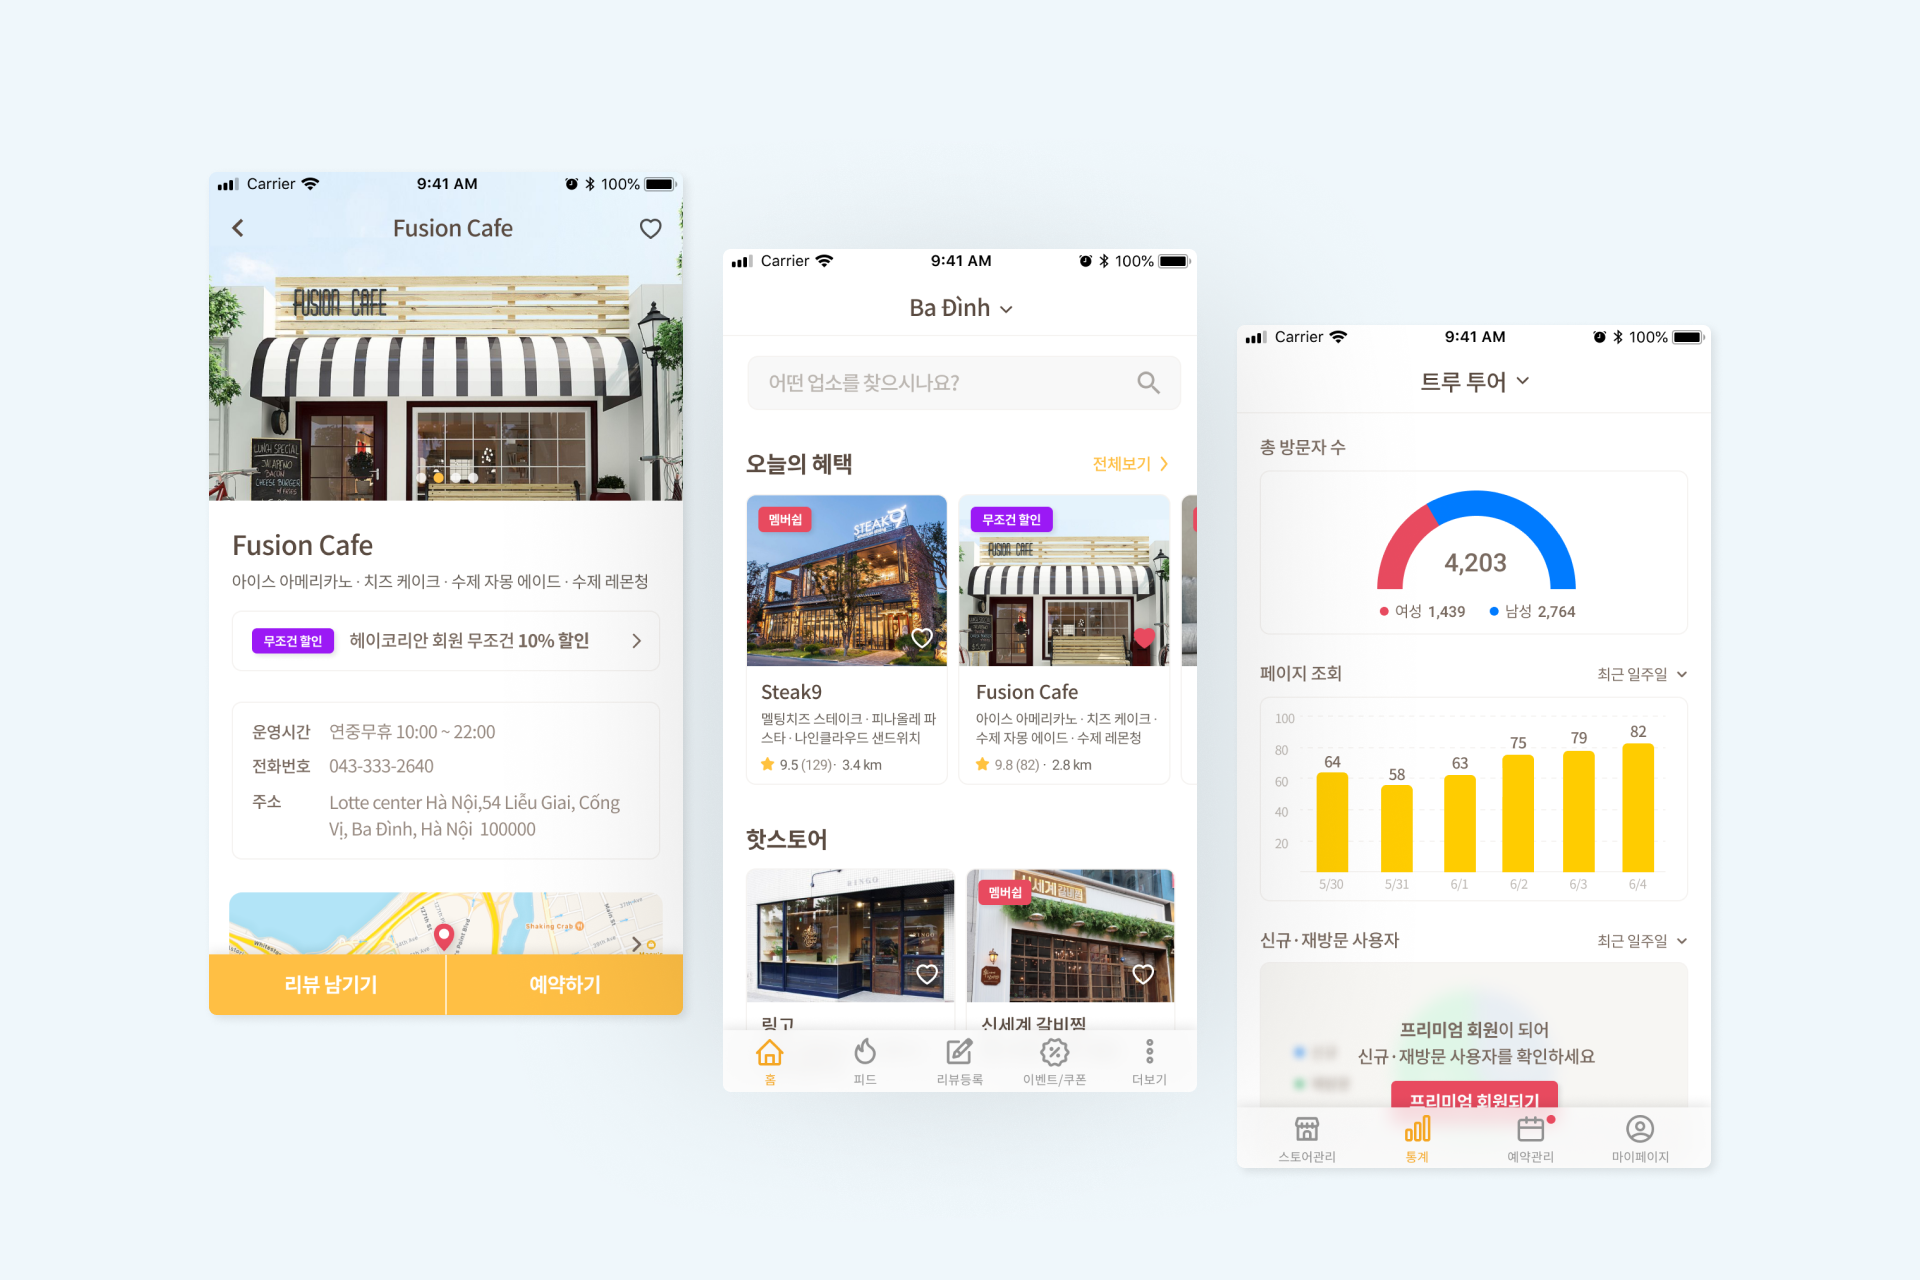 Carrier 9:41 AM 100%
Fusion Cafe
FUSION CAFE
LUNCH SPECIAL
JALAPENO
BACON
CHEESE BURGER
Fusion Cafe
아이스 아메리카노 · 치즈 케이크 · 수제 자몽 에이드 · 수제 레몬청
무조건 할인 헤이코리안 회원 무조건 10% 할인
운영시간 연중무휴 10:00 ~ 22:00
전화번호 043-333-2640
주소 Lotte center Hà Nội,54 Liễu Giai, Cống
Vị, Ba Đình, Hà Nội 100000
127th St
Main St
Shaking Crab
리뷰 남기기 예약하기
Carrier 9:41 AM 100%
Ba Đình
어떤 업소를 찾으시나요?
오늘의 혜택 전체보기
멤버쉽
STEAK9
무조건 할인
FUSION CAFE
Steak9
멜팅치즈 스테이크 · 피나올레 파
스타 · 나인클라우드 샌드위치
9.5 (129) · 3.4 km
Fusion Cafe
아이스 아메리카노 · 치즈 케이크 ·
수제 자몽 에이드 · 수제 레몬청
9.8 (82) · 2.8 km
핫스토어
RINGO
멤버쉽
신세계갈비찜
링고
신세계 갈비찜
홈 피드 리뷰등록 이벤트/쿠폰 더보기
Carrier 9:41 AM 100%
트루 투어
총 방문자 수
4,203
여성 1,439 남성 2,764
페이지 조회 최근 일주일
100
80
60
40
20
64 58 63 75 79 82
5/30 5/31 6/1 6/2 6/3 6/4
신규 · 재방문 사용자 최근 일주일
프리미엄 회원이 되어
신규 · 재방문 사용자를 확인하세요
프리미엄 회원되기
스토어관리 통계 예약관리 마이페이지